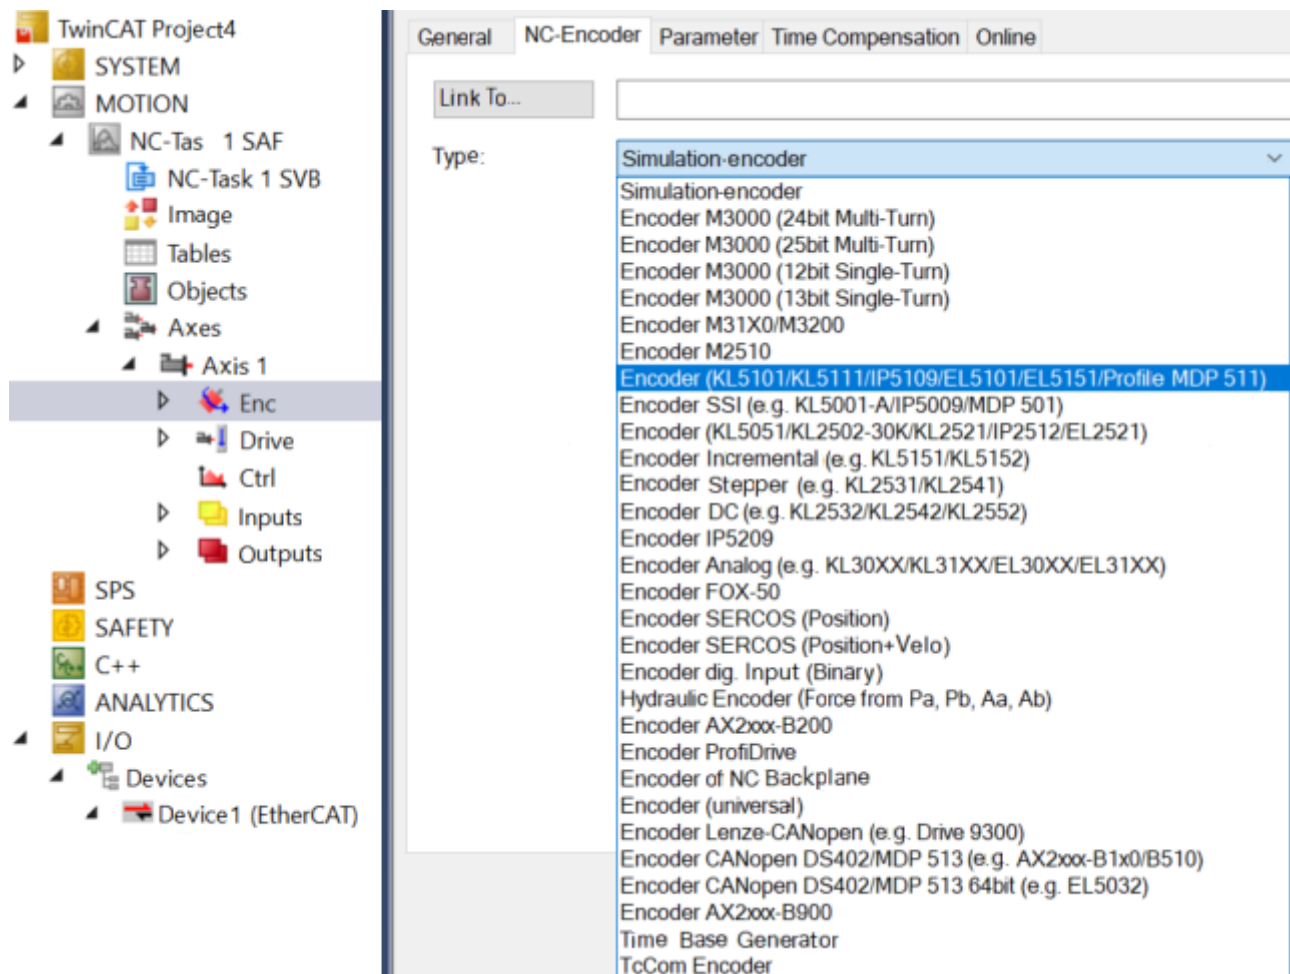 TwinCAT Project4
SYSTEM
MOTION
NC-Tas 1 SAF
NC-Task 1 SVB
Image
Tables
Objects
Axes
Axis 1
Enc
Drive
Ctrl
Inputs
Outputs
SPS
SAFETY
C++
ANALYTICS
I/O
Devices
Device1 (EtherCAT)
General NC-Encoder Parameter Time Compensation Online
Link To...
Type: Simulation-encoder
Simulation-encoder
Encoder M3000 (24bit Multi-Turn)
Encoder M3000 (25bit Multi-Turn)
Encoder M3000 (12bit Single-Turn)
Encoder M3000 (13bit Single-Turn)
Encoder M31X0/M3200
Encoder M2510
Encoder (KL5101/KL5111/IP5109/EL5101/EL5151/Profile MDP 511)
Encoder SSI (e.g. KL5001-A/IP5009/MDP 501)
Encoder (KL5051/KL2502-30K/KL2521/IP2512/EL2521)
Encoder Incremental (e.g. KL5151/KL5152)
Encoder Stepper (e.g. KL2531/KL2541)
Encoder DC (e.g. KL2532/KL2542/KL2552)
Encoder IP5209
Encoder Analog (e.g. KL30XX/KL31XX/EL30XX/EL31XX)
Encoder FOX-50
Encoder SERCOS (Position)
Encoder SERCOS (Position+Velo)
Encoder dig. Input (Binary)
Hydraulic Encoder (Force from Pa, Pb, Aa, Ab)
Encoder AX2xxx-B200
Encoder ProfiDrive
Encoder of NC Backplane
Encoder (universal)
Encoder Lenze-CANopen (e.g. Drive 9300)
Encoder CANopen DS402/MDP 513 (e.g. AX2xxx-B1x0/B510)
Encoder CANopen DS402/MDP 513 64bit (e.g. EL5032)
Encoder AX2xxx-B900
Time Base Generator
TcCom Encoder